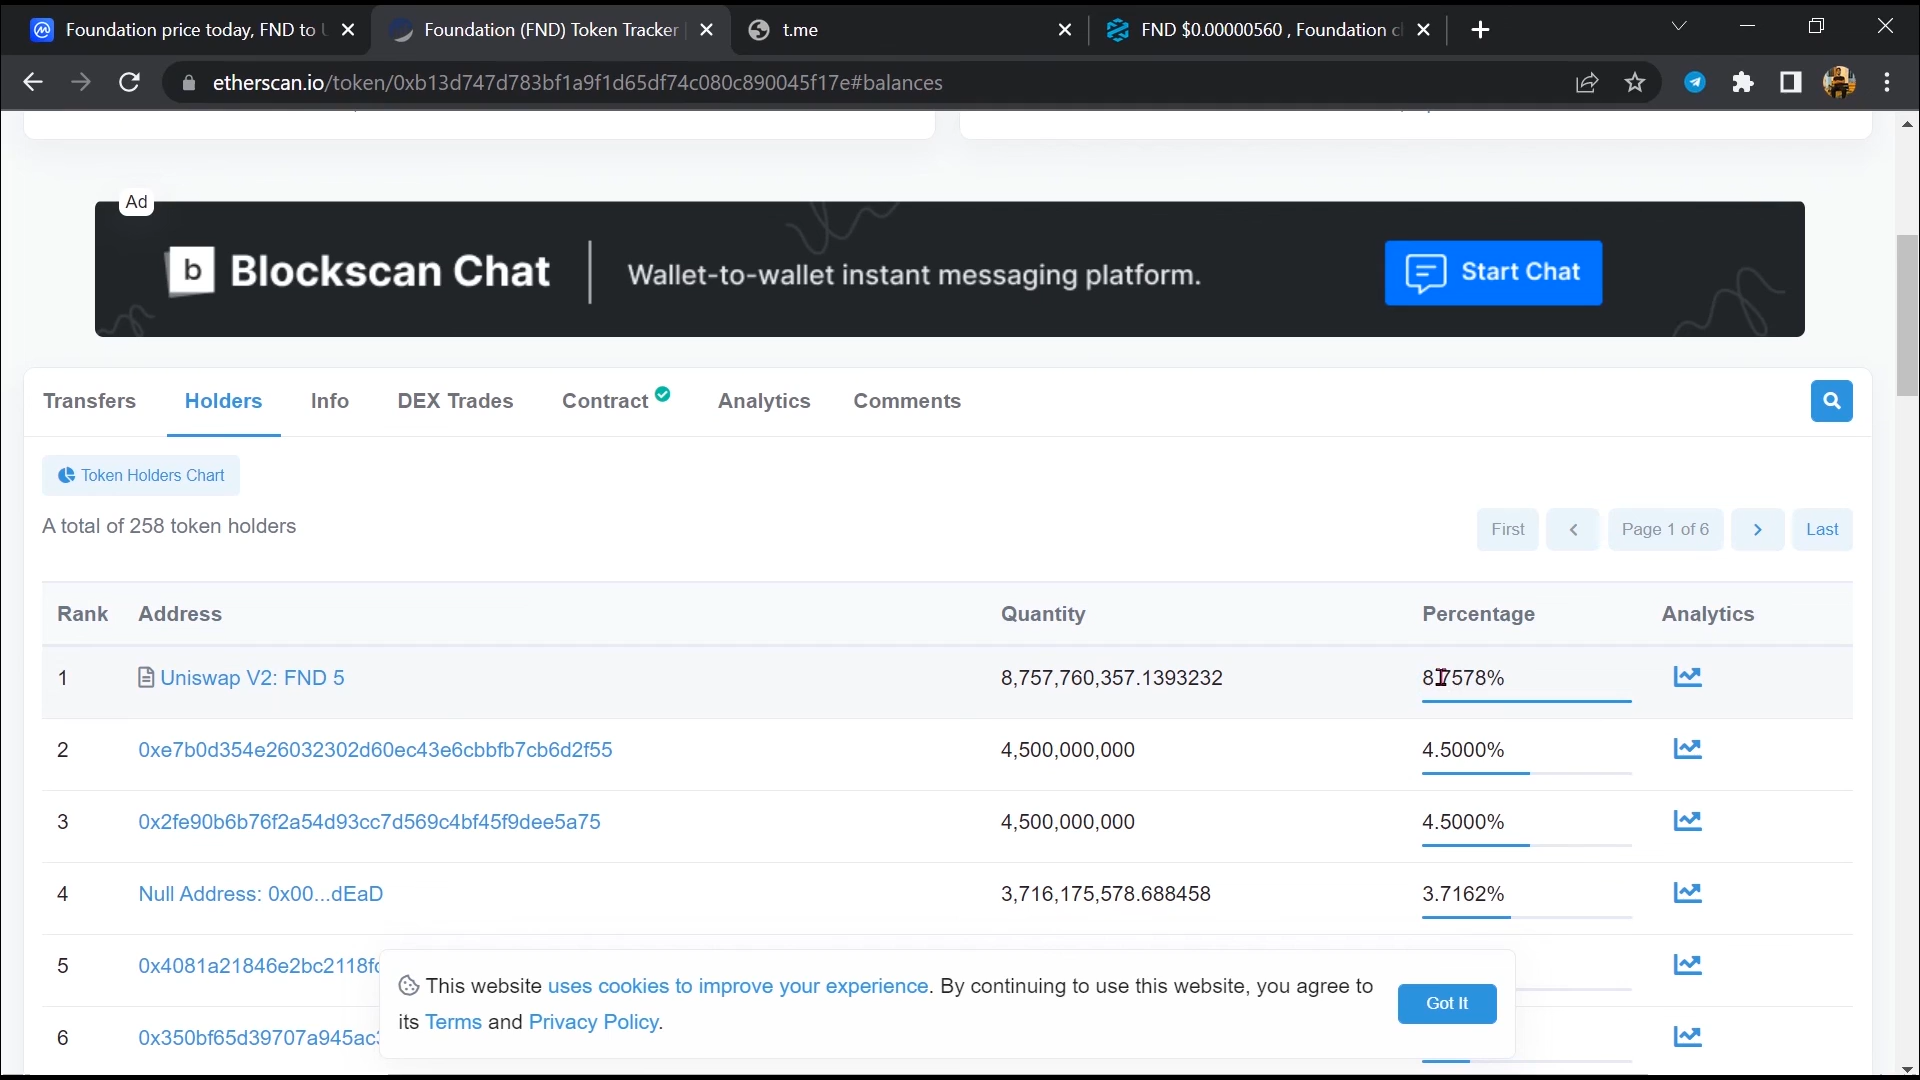 Foundation price today, FND to U
Foundation (FND) Token Tracker
t.me
FND $0.00000560 , Foundation c
etherscan.io/token/0xb13d747d783bf1a9f1d65df74c080c890045f17e#balances
Ad
b Blockscan Chat
Wallet-to-wallet instant messaging platform.
Start Chat
Transfers Holders Info DEX Trades Contract Analytics Comments
Token Holders Chart
A total of 258 token holders
First Page 1 of 6 Last
Rank Address Quantity Percentage Analytics
1 Uniswap V2: FND 5 8,757,760,357.1393232 8.7578%
2 0xe7b0d354e26032302d60ec43e6cbbfb7cb6d2f55 4,500,000,000 4.5000%
3 0x2fe90b6b76f2a54d93cc7d569c4bf45f9dee5a75 4,500,000,000 4.5000%
4 Null Address: 0x00...dEaD 3,716,175,578.688458 3.7162%
5 0x4081a21846e2bc2118f
6 0x350bf65d39707a945ac
This website uses cookies to improve your experience. By continuing to use this website, you agree to
its Terms and Privacy Policy.
Got It